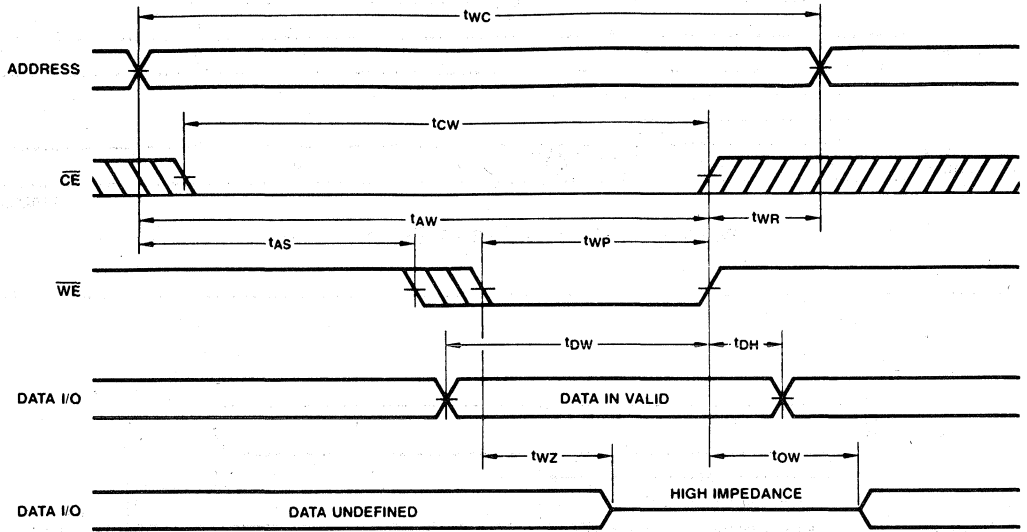 tWC
ADDRESS
tCW
CE
tAW
tWR
tAS
tWP
WE
tDW
tDH
DATA I/O
DATA IN VALID
tWZ
tOW
HIGH IMPEDANCE
DATA I/O
DATA UNDEFINED